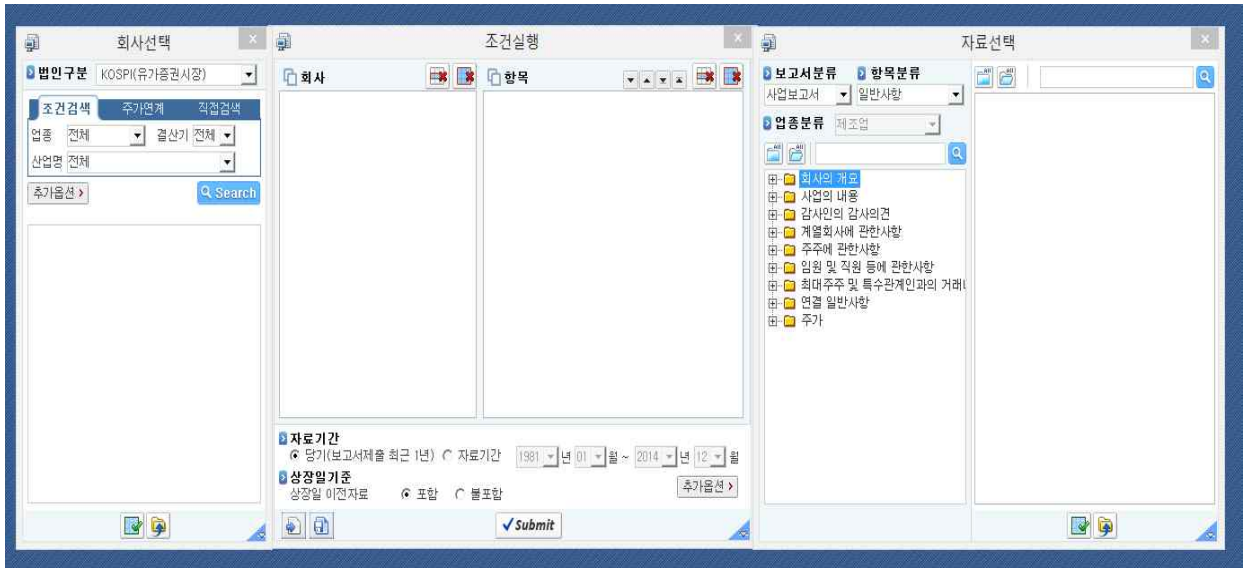 회사선택
법인구분 KOSPI(유가증권시장)
조건검색 주가연계 직접검색
업종 전체 결산기 전체
산업명 전체
추가옵션 Search
조건실행
회사 항목
자료기간
당기(보고서제출 최근 1년) 자료기간 1981 년 01 월 ~ 2014 년 12 월
상장일기준
상장일 이전자료 포함 불포함
추가옵션
Submit
자료선택
보고서분류 항목분류
사업보고서 일반사항
업종분류 제조업
회사의 개요
사업의 내용
감사인의 감사의견
계열회사에 관한사항
주주에 관한사항
임원 및 직원 등에 관한사항
최대주주 및 특수관계인과의 거래
연결 일반사항
주가